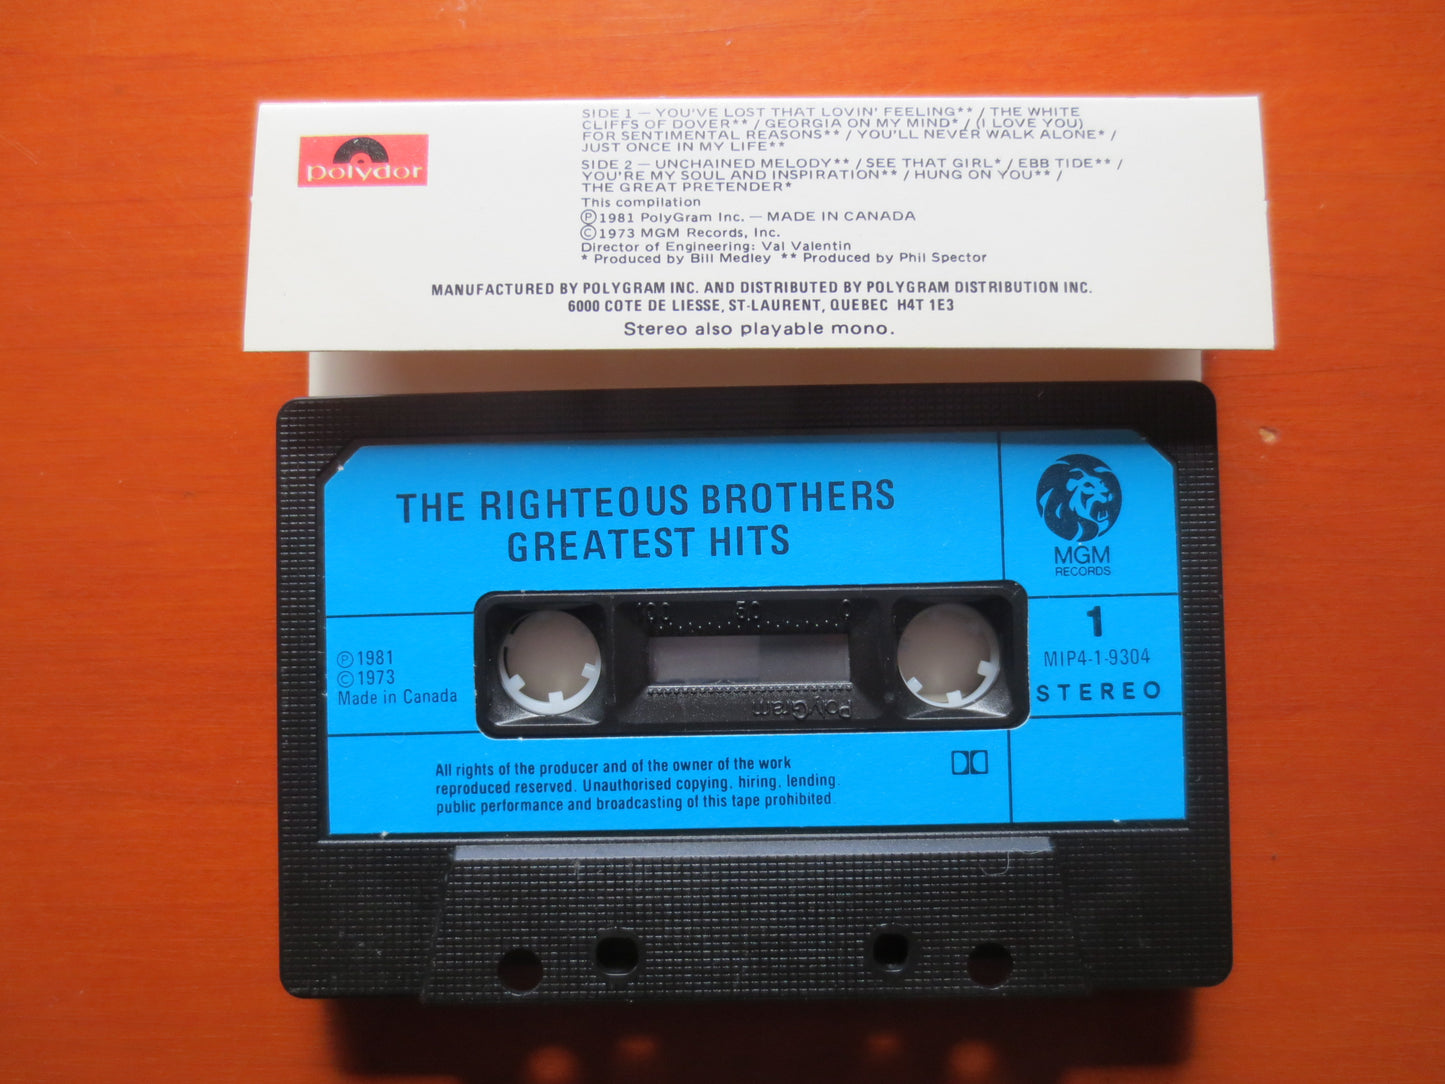 polydor
SIDE 1 — YOU'VE LOST THAT LOVIN' FEELING** / THE WHITE
CLIFFS OF DOVER** / GEORGIA ON MY MIND* / (I LOVE YOU)
FOR SENTIMENTAL REASONS** / YOU'LL NEVER WALK ALONE* /
JUST ONCE IN MY LIFE**
SIDE 2 — UNCHAINED MELODY** / SEE THAT GIRL* / EBB TIDE** /
YOU'RE MY SOUL AND INSPIRATION** / HUNG ON YOU** /
THE GREAT PRETENDER*
This compilation
Ⓟ1981 PolyGram Inc. — MADE IN CANADA
©1973 MGM Records, Inc.
Director of Engineering: Val Valentin
* Produced by Bill Medley ** Produced by Phil Spector
MANUFACTURED BY POLYGRAM INC. AND DISTRIBUTED BY POLYGRAM DISTRIBUTION INC.
6000 COTE DE LIESSE, ST-LAURENT, QUEBEC H4T 1E3
Stereo also playable mono.
THE RIGHTEOUS BROTHERS
GREATEST HITS
MGM
RECORDS
100 50 0
1
MIP4-1-9304
STEREO
Ⓟ1981
©1973
Made in Canada
PolyGram
All rights of the producer and of the owner of the work
reproduced reserved. Unauthorised copying, hiring, lending.
public performance and broadcasting of this tape prohibited.